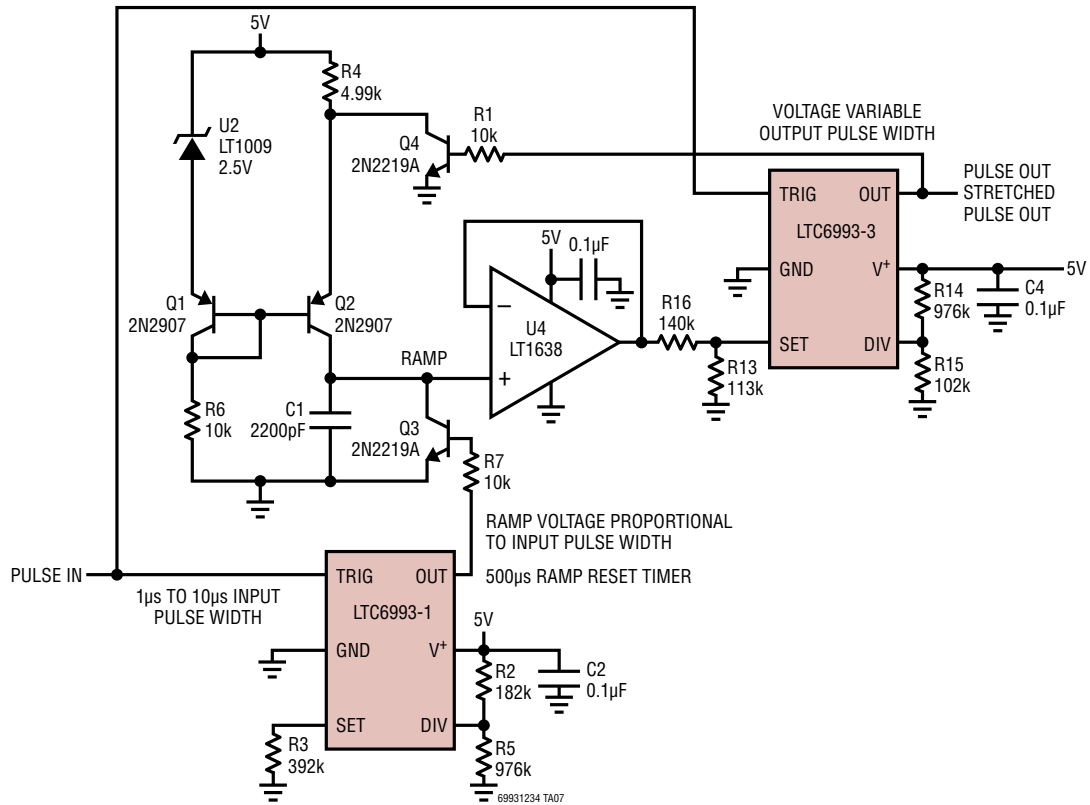 5V
R4
4.99k
U2
LT1009
2.5V
Q4
2N2219A
R1
10k
VOLTAGE VARIABLE
OUTPUT PULSE WIDTH
PULSE OUT
STRETCHED
PULSE OUT
TRIG
OUT
LTC6993-3
GND
V+
SET
DIV
5V
R14
976k
C4
0.1µF
R15
102k
Q1
2N2907
Q2
2N2907
5V
0.1µF
–
+
U4
LT1638
R16
140k
R13
113k
RAMP
R6
10k
C1
2200pF
Q3
2N2219A
R7
10k
RAMP VOLTAGE PROPORTIONAL
TO INPUT PULSE WIDTH
500µs RAMP RESET TIMER
PULSE IN
1µs TO 10µs INPUT
PULSE WIDTH
TRIG
OUT
LTC6993-1
GND
V+
SET
DIV
5V
R2
182k
C2
0.1µF
R3
392k
R5
976k
69931234 TA07